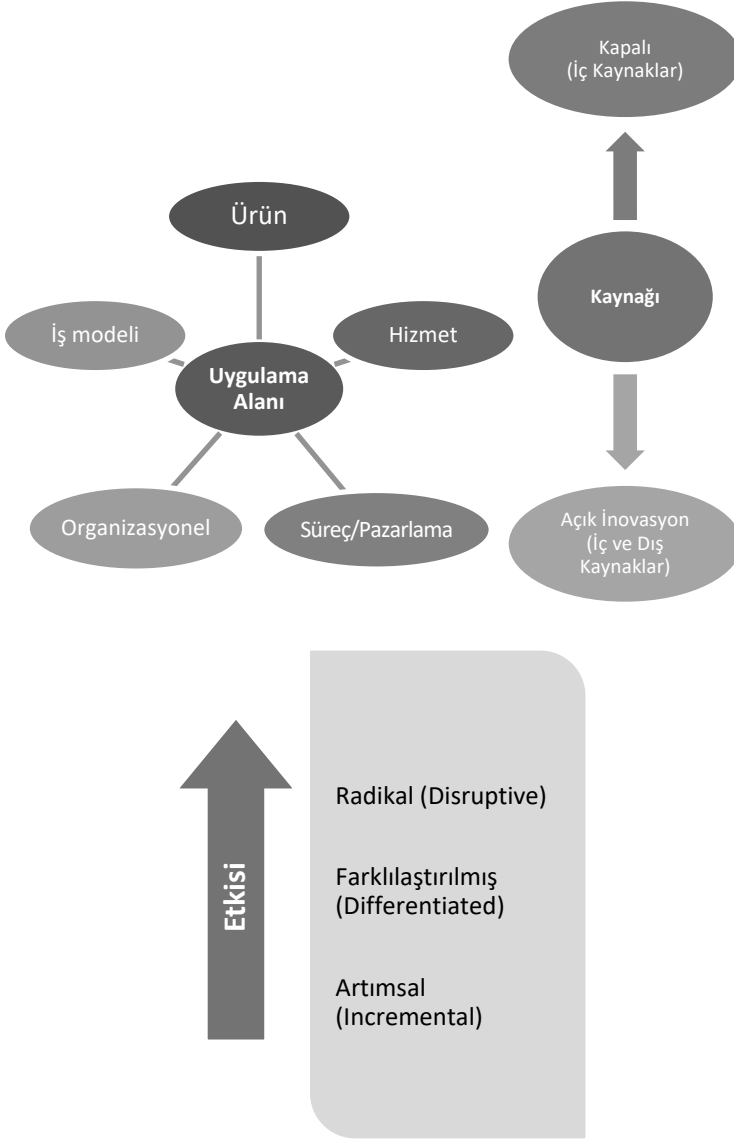 Kapalı
(İç Kaynaklar)
Ürün
İş modeli
Hizmet
Kaynağı
Uygulama
Alanı
Organizasyonel
Süreç/Pazarlama
Açık İnovasyon
(İç ve Dış
Kaynaklar)
Etkisi
Radikal (Disruptive)
Farklılaştırılmış
(Differentiated)
Artımsal
(Incremental)